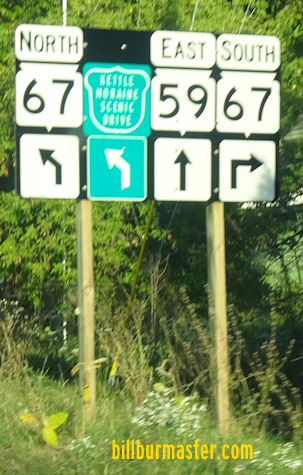 NORTH EAST SOUTH
67 KETTLE MORAINE SCENIC DRIVE 59 67
billburmaster.com